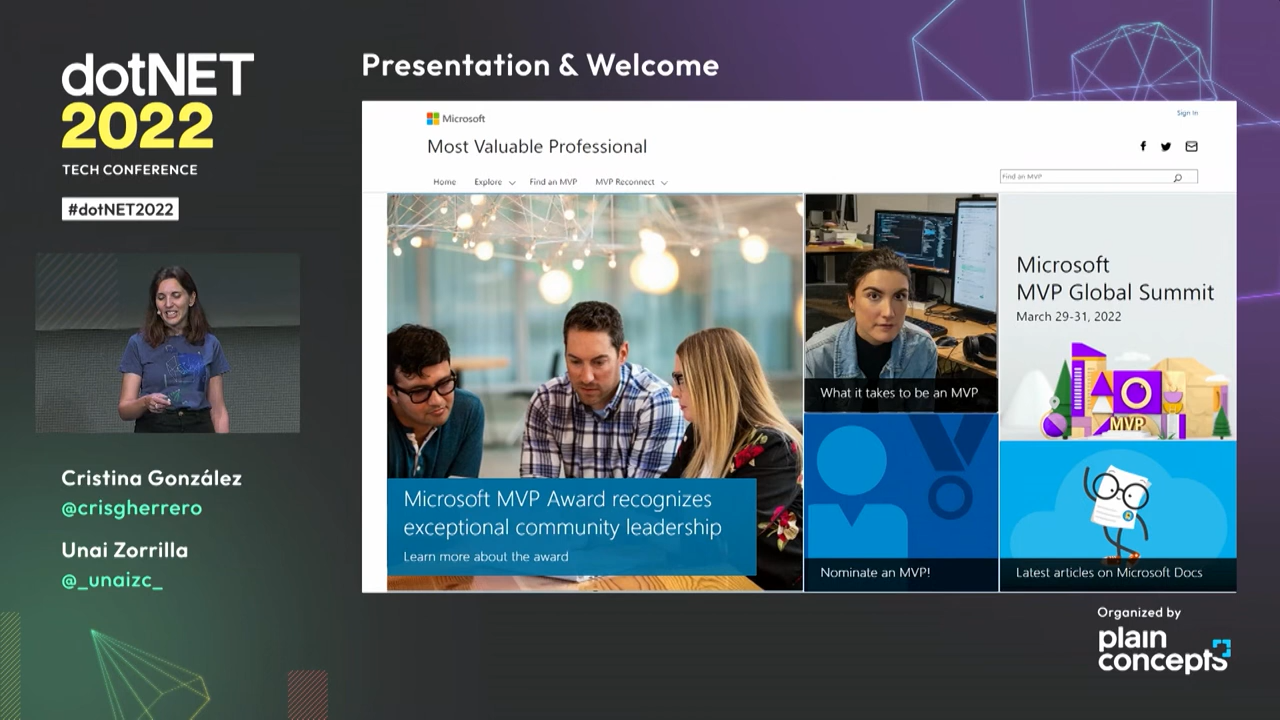 dotNET
2022
TECH CONFERENCE
#dotNET2022
Cristina González
@crisgherrero
Unai Zorrilla
@_unaizc_
Presentation & Welcome
Microsoft
Sign In
Most Valuable Professional
Home Explore Find an MVP MVP Reconnect
Find an MVP
Microsoft MVP Award recognizes
exceptional community leadership
Learn more about the award
What it takes to be an MVP
Nominate an MVP!
Microsoft
MVP Global Summit
March 29-31, 2022
MVP
Latest articles on Microsoft Docs
Organized by
plain
concepts